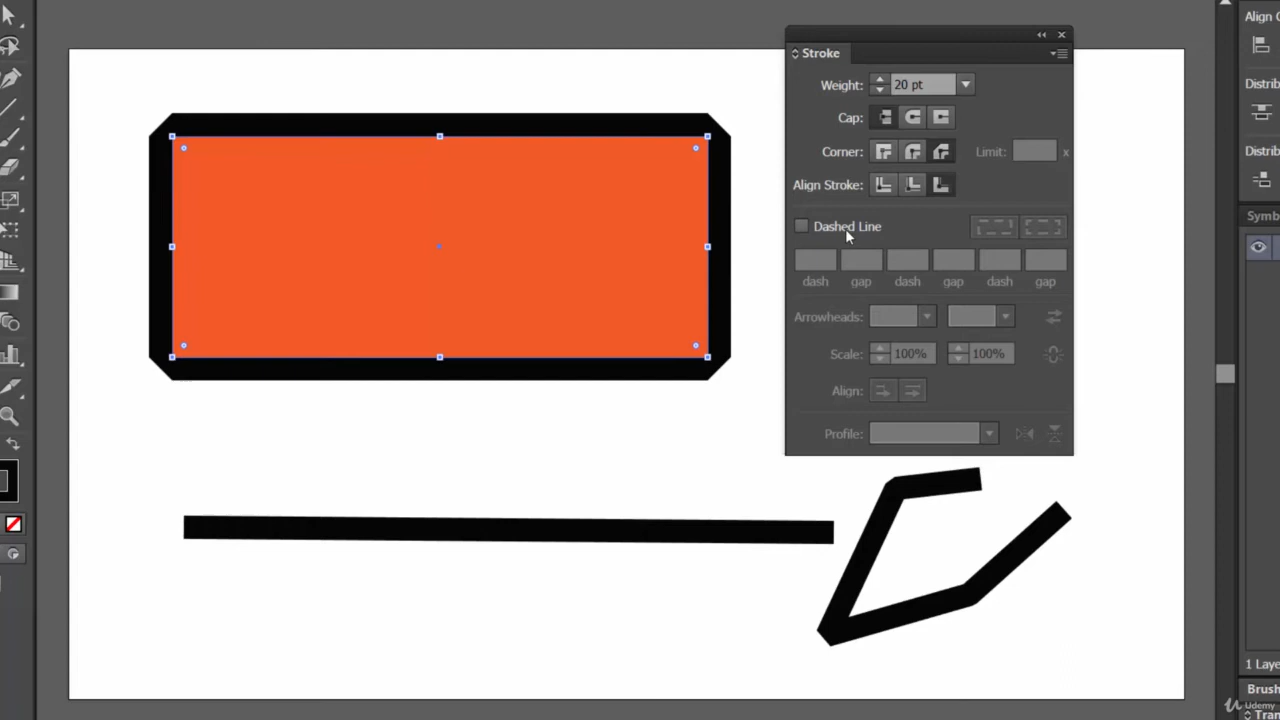 Stroke
Weight: 20 pt
Cap:
Corner: Limit: x
Align Stroke:
Dashed Line
dash gap dash gap dash gap
Arrowheads:
Scale: 100% 100%
Align:
Profile:
Align
Distrib
Distrib
Symb
1 Laye
Brush
Udemy
Tran